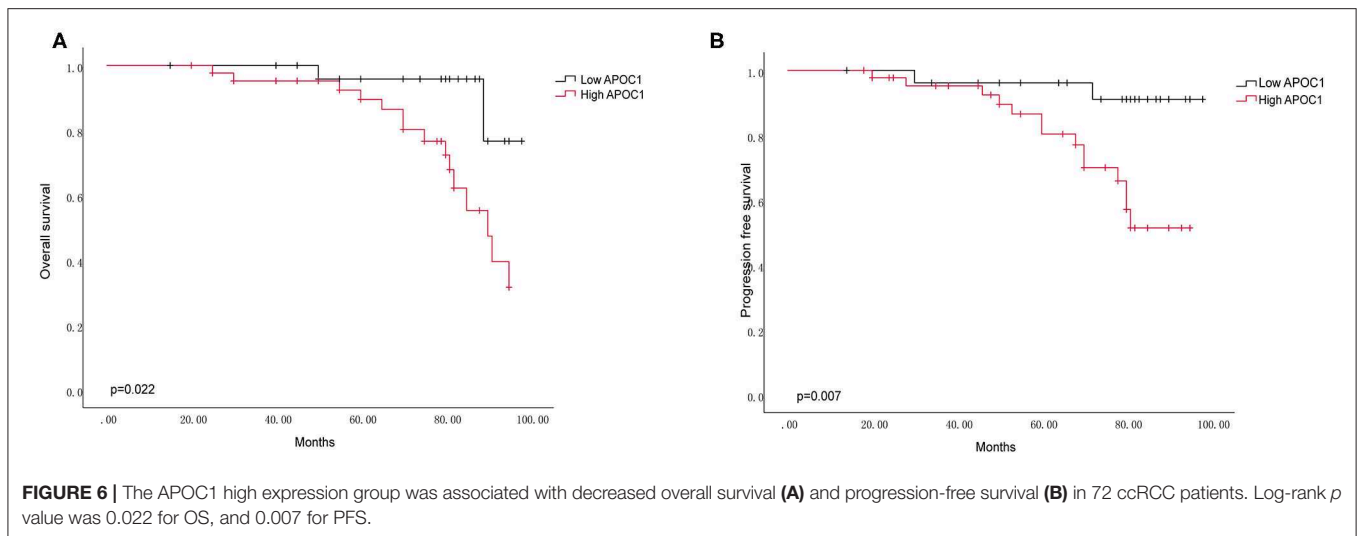 A
1.0
0.8
0.6
0.4
0.2
0.0
Overall survival
Low APOC1
High APOC1
p=0.022
.00 20.00 40.00 60.00 80.00 100.00
Months
B
1.0
0.8
0.6
0.4
0.2
0.0
Progression free survival
Low APOC1
High APOC1
p=0.007
.00 20.00 40.00 60.00 80.00 100.00
Months
FIGURE 6 | The APOC1 high expression group was associated with decreased overall survival (A) and progression-free survival (B) in 72 ccRCC patients. Log-rank p
value was 0.022 for OS, and 0.007 for PFS.